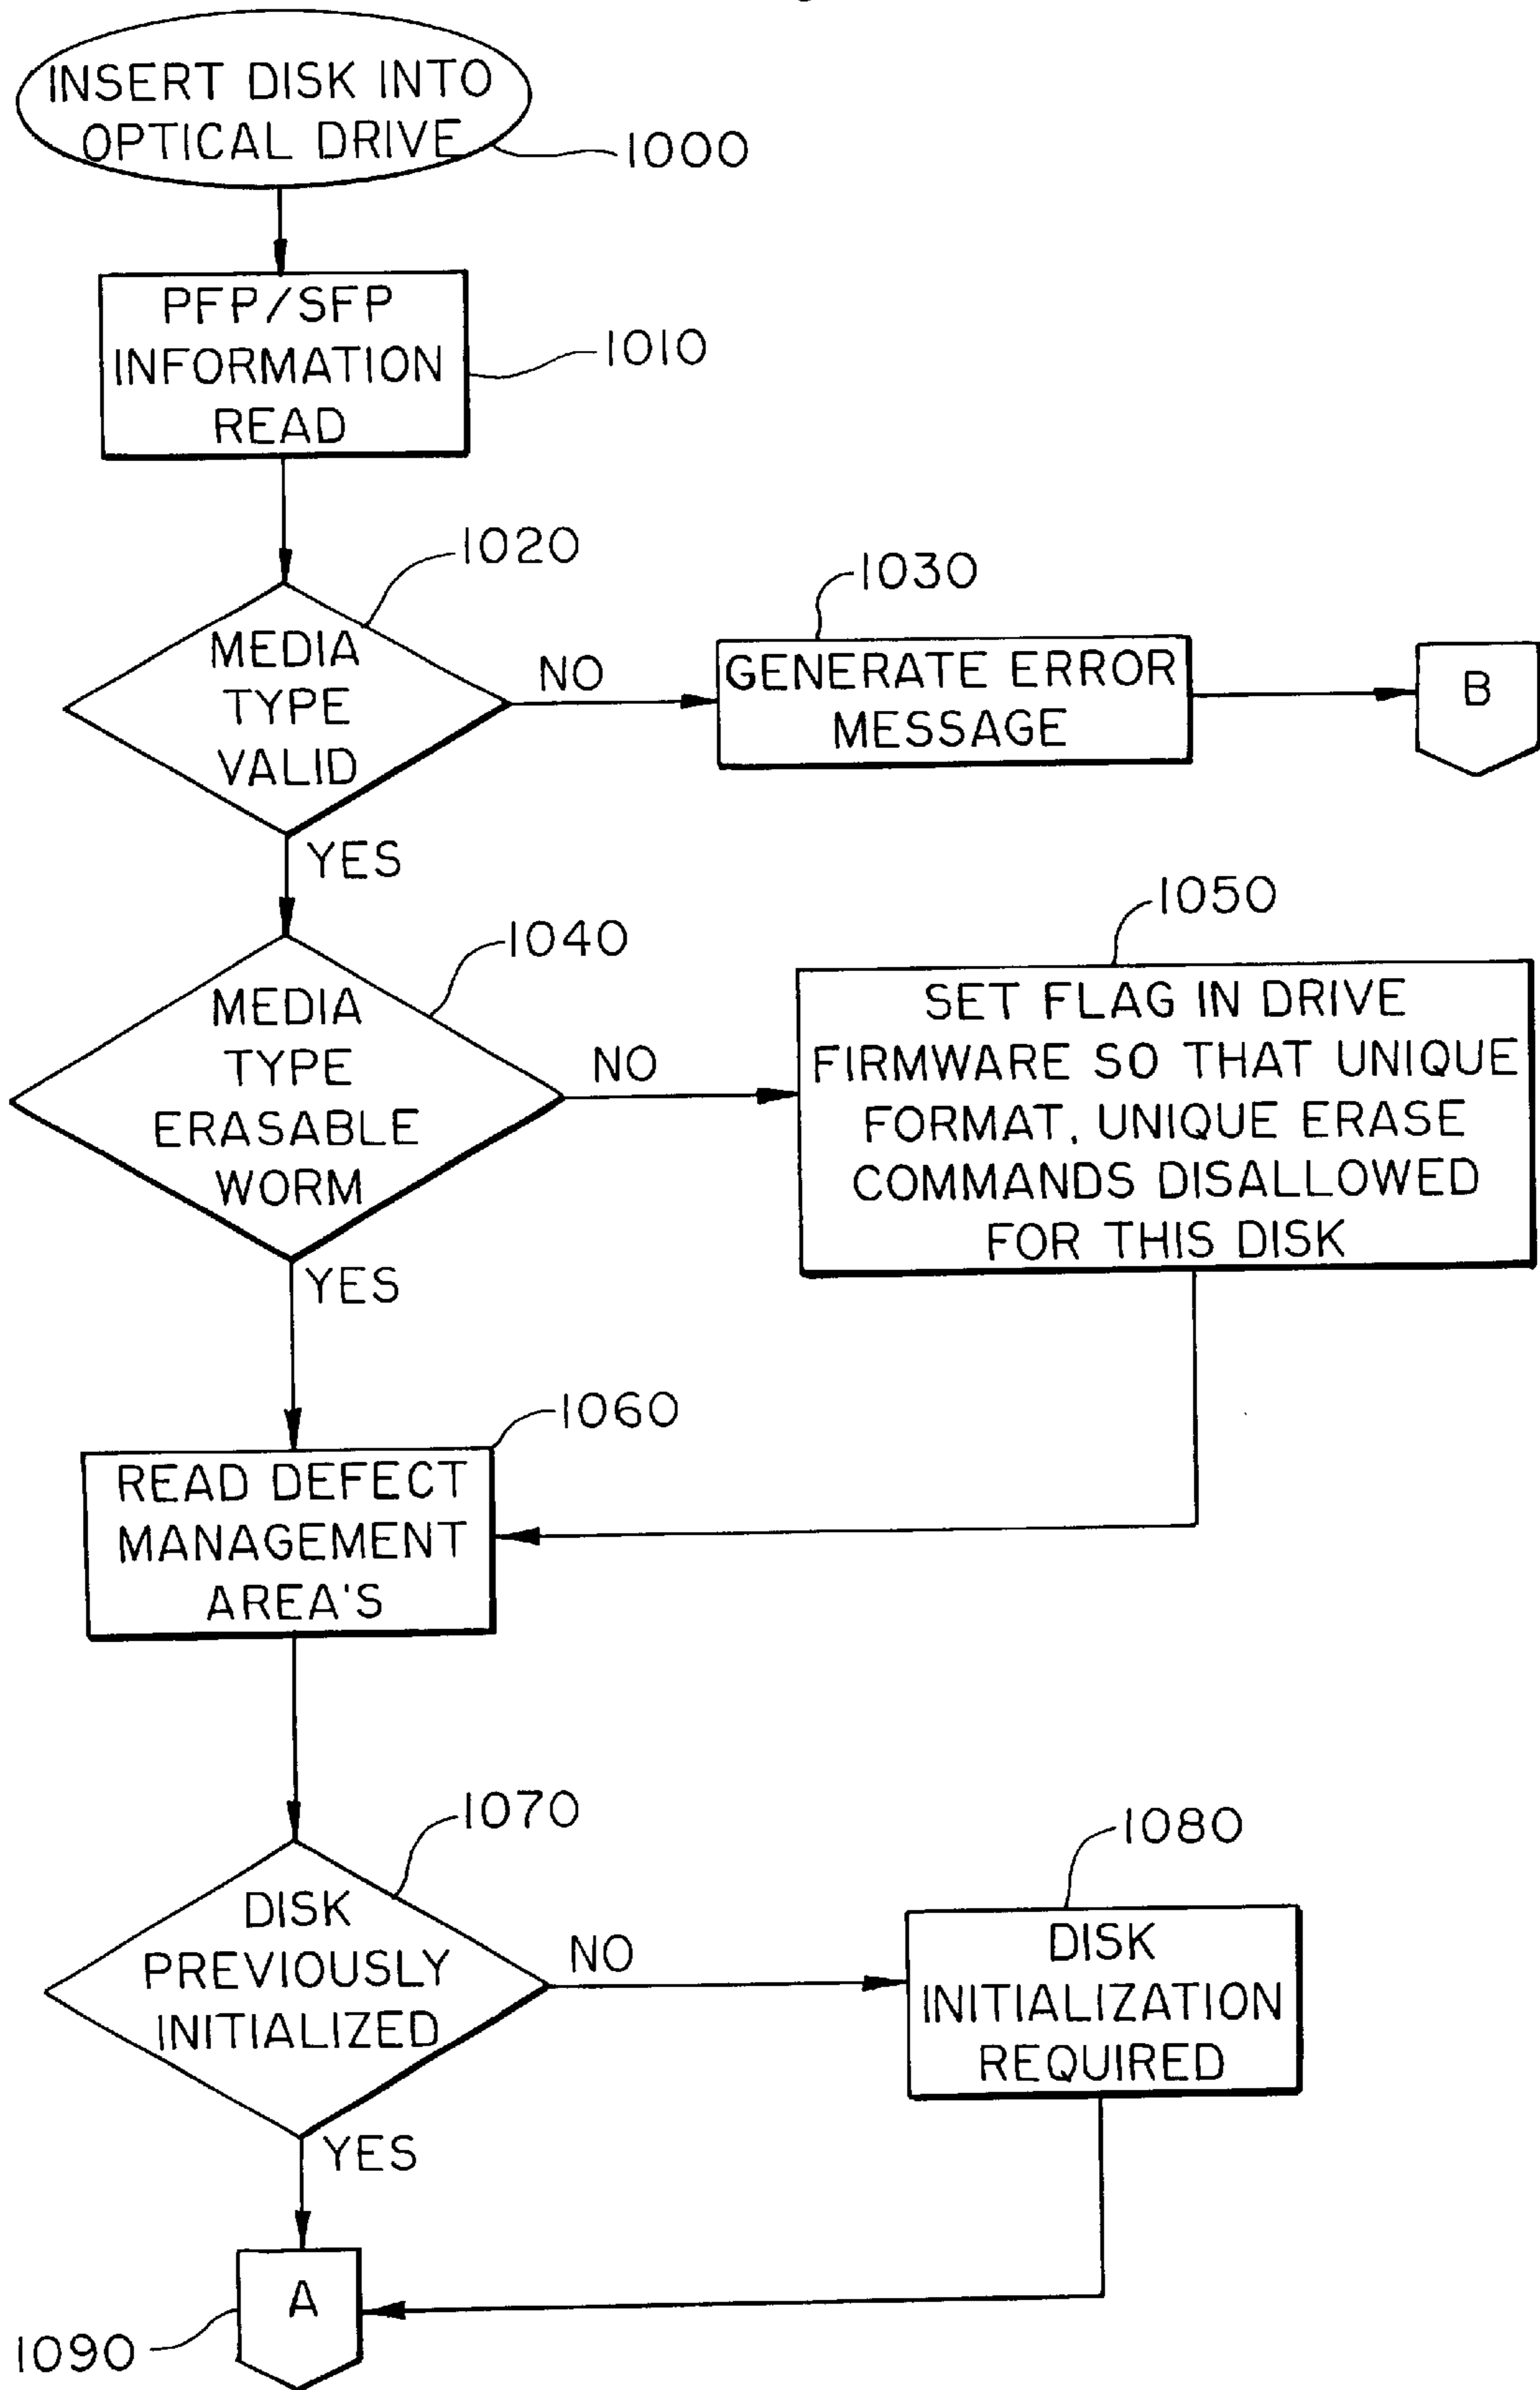 INSERT DISK INTO
OPTICAL DRIVE
1000
PFP/SFP
INFORMATION
READ
1010
1020
MEDIA
TYPE
VALID
NO
1030
GENERATE ERROR
MESSAGE
B
YES
1040
MEDIA
TYPE
ERASABLE
WORM
NO
1050
SET FLAG IN DRIVE
FIRMWARE SO THAT UNIQUE
FORMAT, UNIQUE ERASE
COMMANDS DISALLOWED
FOR THIS DISK
YES
1060
READ DEFECT
MANAGEMENT
AREA'S
1070
DISK
PREVIOUSLY
INITIALIZED
NO
1080
DISK
INITIALIZATION
REQUIRED
YES
A
1090